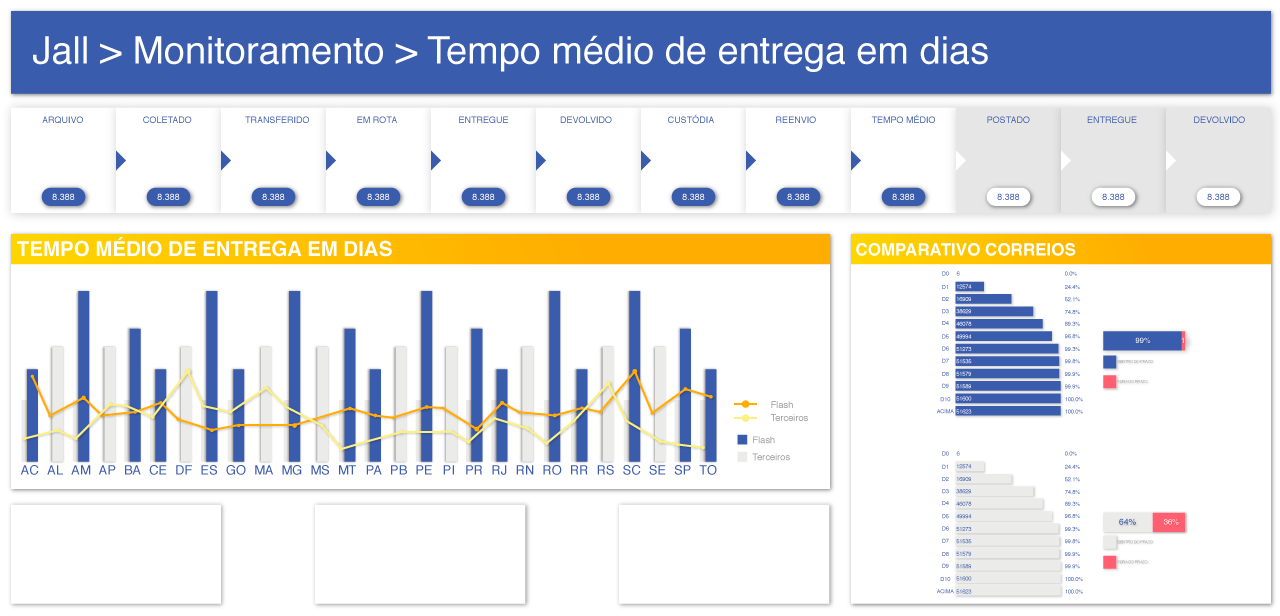 Jall > Monitoramento > Tempo médio de entrega em dias
ARQUIVO COLETADO TRANSFERIDO EM ROTA ENTREGUE DEVOLVIDO CUSTÓDIA REENVIO TEMPO MÉDIO POSTADO ENTREGUE DEVOLVIDO
8.388 8.388 8.388 8.388 8.388 8.388 8.388 8.388 8.388 8.388 8.388 8.388
TEMPO MÉDIO DE ENTREGA EM DIAS
Flash
Terceiros
Flash
Terceiros
AC AL AM AP BA CE DF ES GO MA MG MS MT PA PB PE PI PR RJ RN RO RR RS SC SE SP TO
COMPARATIVO CORREIOS
D0 6 0.0%
D1 12574 24.4%
D2 16909 52.1%
D3 38629 74.8%
D4 46078 89.3%
D5 49994 96.8%
D6 51273 99.3%
D7 51535 99.8%
D8 51579 99.9%
D9 51589 99.9%
D10 51600 100.0%
ACIMA 51623 100.0%
99%
D0 6 0.0%
D1 12574 24.4%
D2 16909 52.1%
D3 38629 74.8%
D4 46078 89.3%
D5 49994 96.8%
D6 51273 99.3%
D7 51535 99.8%
D8 51579 99.9%
D9 51589 99.9%
D10 51600 100.0%
ACIMA 51623 100.0%
64% 36%